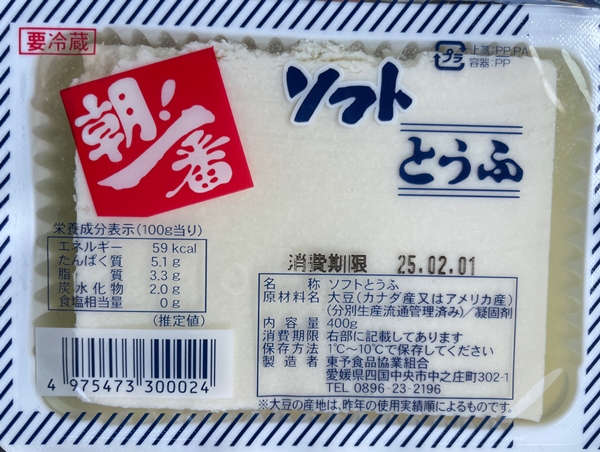 要冷蔵
朝!一番
ソフト
とうふ
プラ
上蓋:PP,PA
容器:PP
栄養成分表示(100g当り)
エネルギー 59 kcal
たんぱく質 5.1 g
脂質 3.3 g
炭水化物 2.0 g
食塩相当量 0 g
(推定値)
4 975473 300024
消費期限 25.02.01
名称 ソフトとうふ
原材料名 大豆(カナダ産又はアメリカ産)
(分別生産流通管理済み)/凝固剤
内容量 400g
消費期限 右部に記載してあります
保存方法 1℃~10℃で保存してください
製造者 東予食品協業組合
愛媛県四国中央市中之庄町302-1
TEL 0896-23-2196
※大豆の産地は、昨年の使用実績順によるものです。